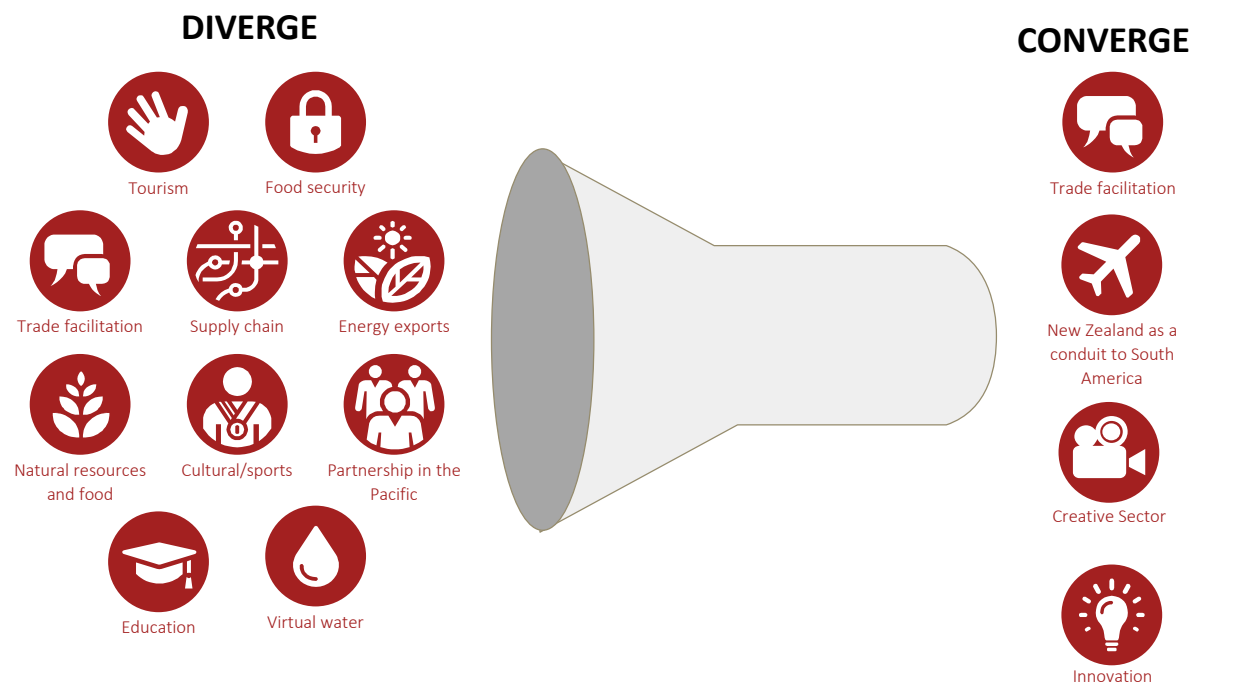 DIVERGE
Tourism
Food security
Trade facilitation
Supply chain
Energy exports
Natural resources
and food
Cultural/sports
Partnership in the
Pacific
Education
Virtual water
CONVERGE
Trade facilitation
New Zealand as a
conduit to South
America
Creative Sector
Innovation